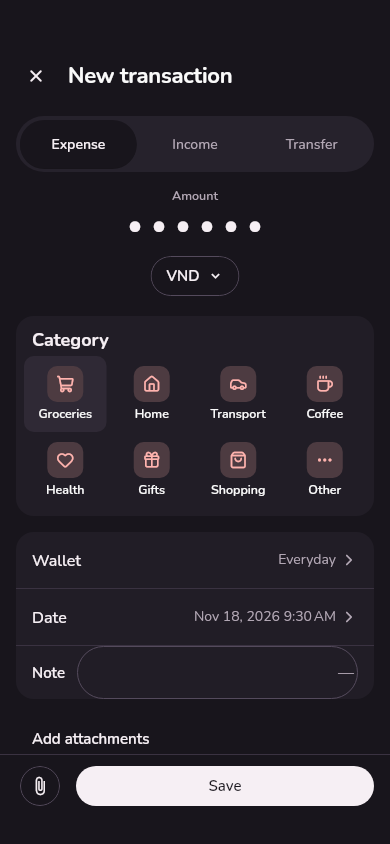 New transaction
Expense
Income
Transfer
Amount
••••••
VND
Category
Groceries
Home
Transport
Coffee
Health
Gifts
Shopping
Other
Wallet
Everyday
Date
Nov 18, 2026 9:30 AM
Note
—
Add attachments
Save